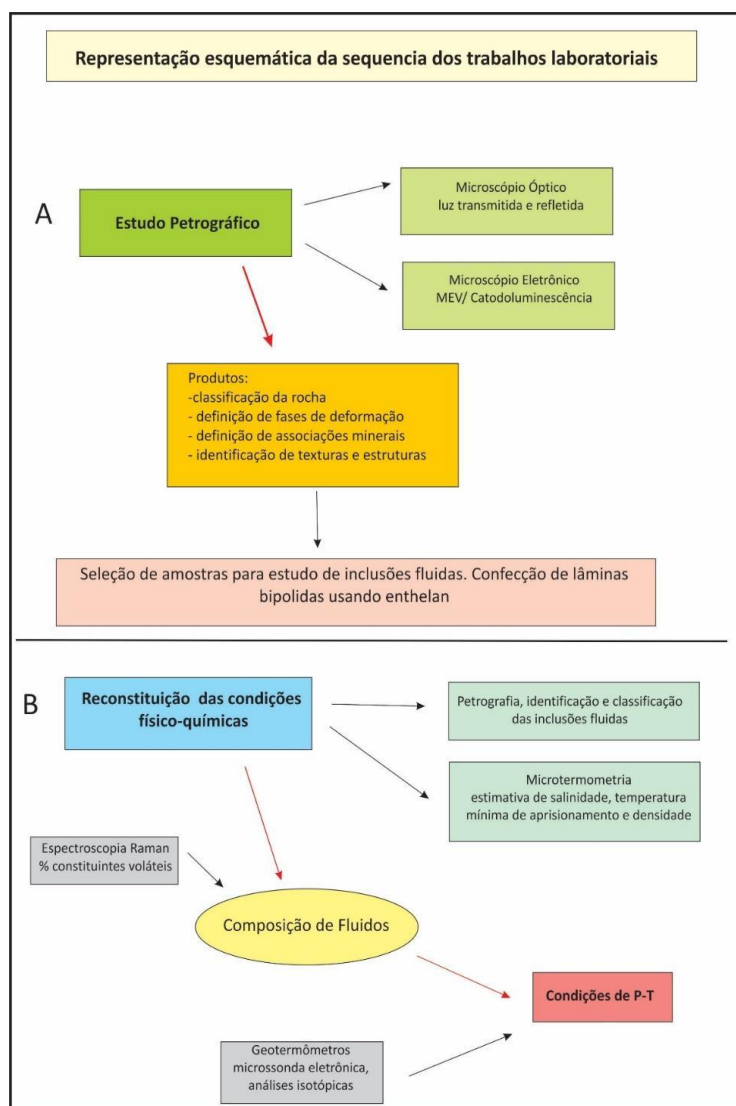 Representação esquemática da sequencia dos trabalhos laboratoriais
A
Estudo Petrográfico
Microscópio Óptico
luz transmitida e refletida
Microscópio Eletrônico
MEV/ Catodoluminescência
Produtos:
-classificação da rocha
- definição de fases de deformação
- definição de associações minerais
- identificação de texturas e estruturas
Seleção de amostras para estudo de inclusões fluidas. Confecção de lâminas
bipolidas usando enthelan
B
Reconstituição das condições
físico-químicas
Petrografia, identificação e classificação
das inclusões fluidas
Microtermometria
estimativa de salinidade, temperatura
mínima de aprisionamento e densidade
Espectroscopia Raman
% constituintes voláteis
Composição de Fluidos
Condições de P-T
Geotermômetros
microssonda eletrônica,
análises isotópicas